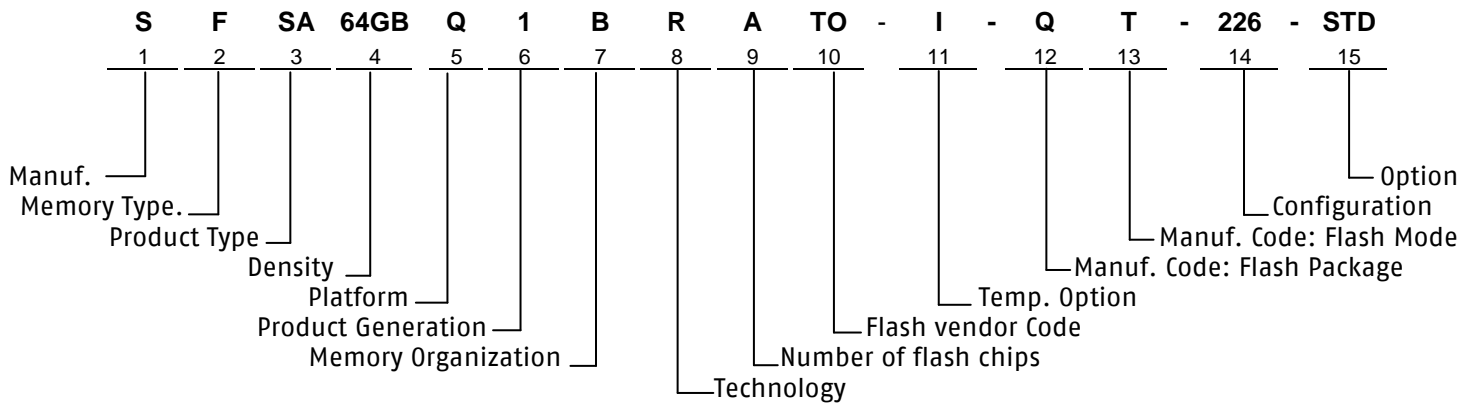 S F SA 64GB Q 1 B R A TO - I - Q T - 226 - STD
1 2 3 4 5 6 7 8 9 10 11 12 13 14 15
Manuf. Option
Memory Type. Configuration
Product Type Manuf. Code: Flash Mode
Density Manuf. Code: Flash Package
Platform Temp. Option
Product Generation Flash vendor Code
Memory Organization Number of flash chips
Technology